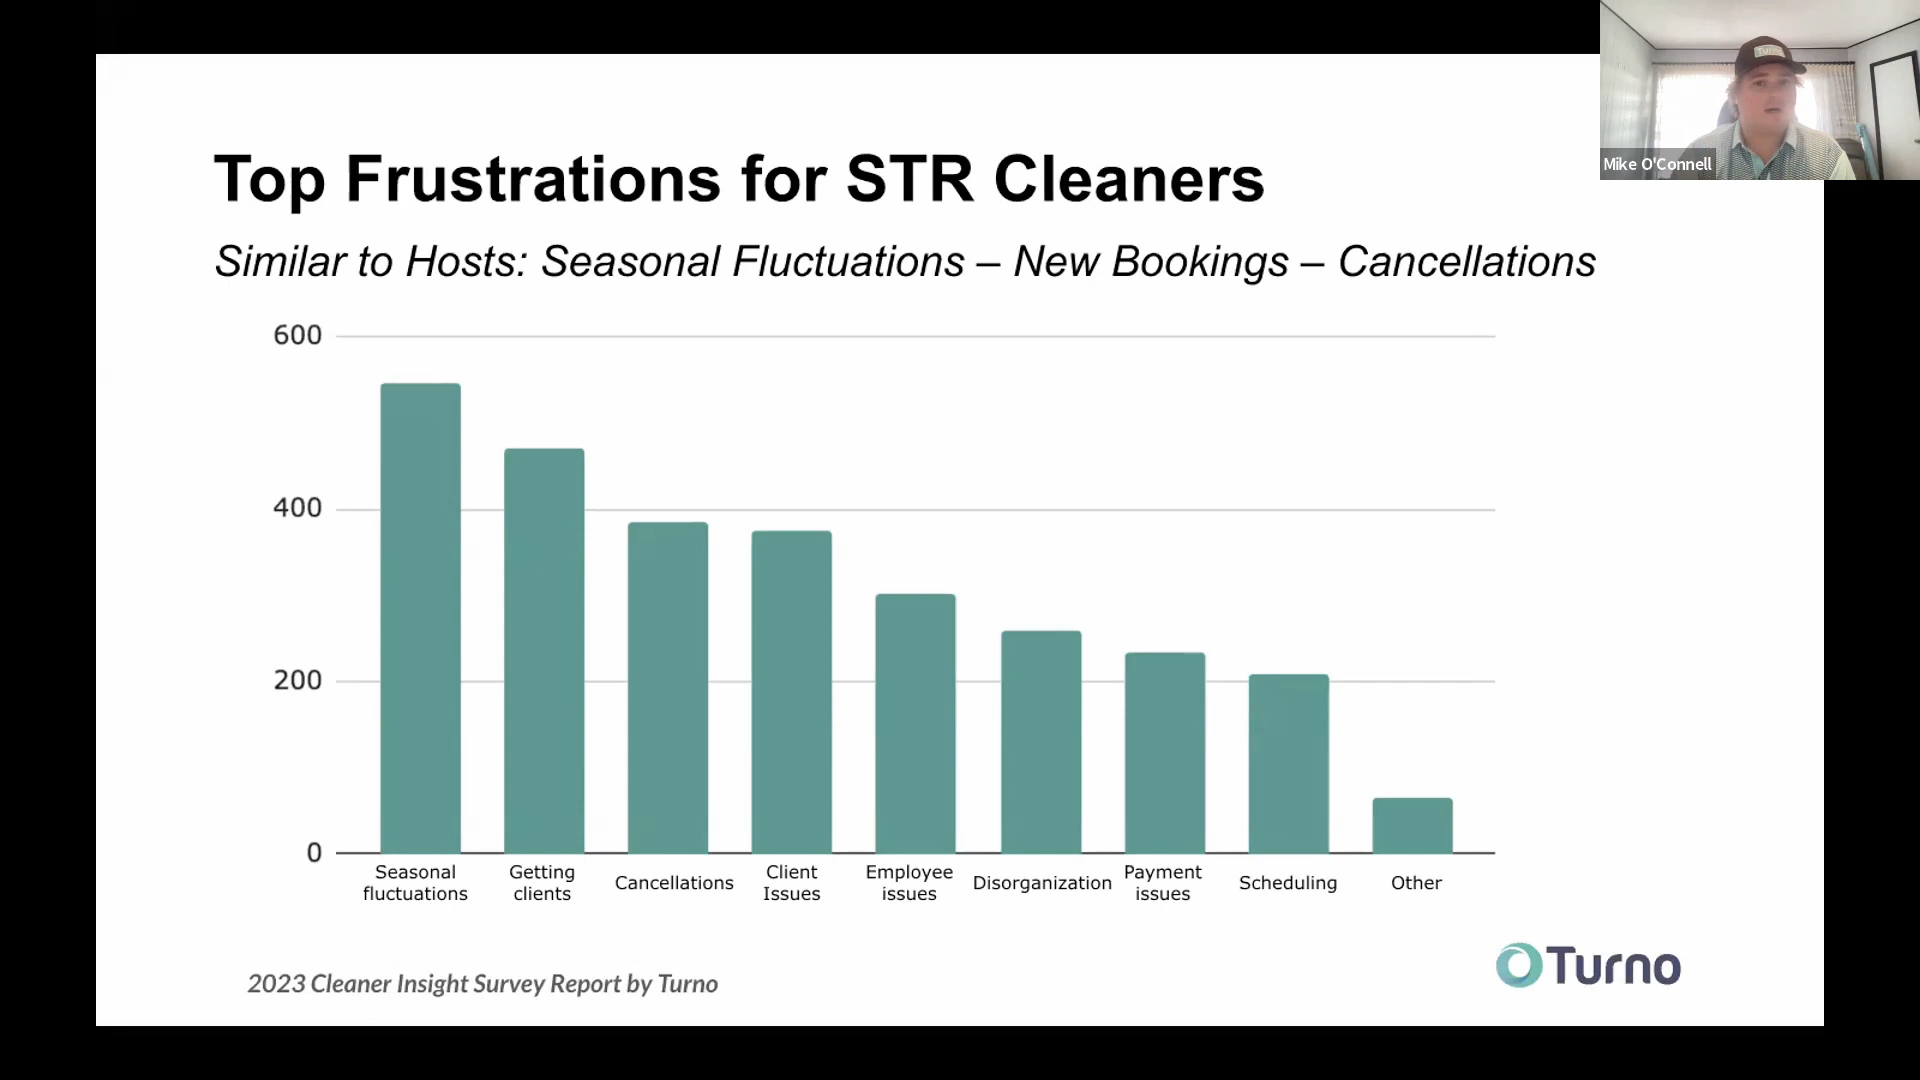 Turno
Mike O'Connell
Top Frustrations for STR Cleaners
Similar to Hosts: Seasonal Fluctuations – New Bookings – Cancellations
600
400
200
0
Seasonal
fluctuations
Getting
clients
Cancellations
Client
Issues
Employee
issues
Disorganization
Payment
issues
Scheduling
Other
2023 Cleaner Insight Survey Report by Turno
Turno